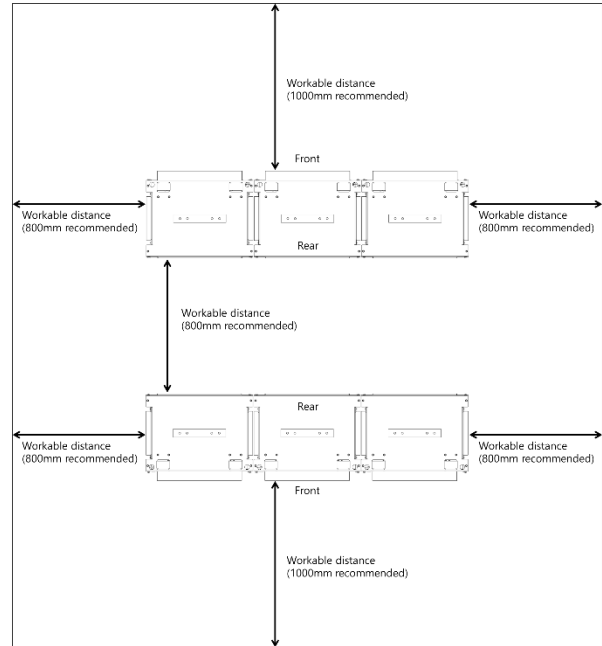 Workable distance
(1000mm recommended)
Front
Workable distance
(800mm recommended)
Workable distance
(800mm recommended)
Rear
Workable distance
(800mm recommended)
Rear
Workable distance
(800mm recommended)
Workable distance
(800mm recommended)
Front
Workable distance
(1000mm recommended)